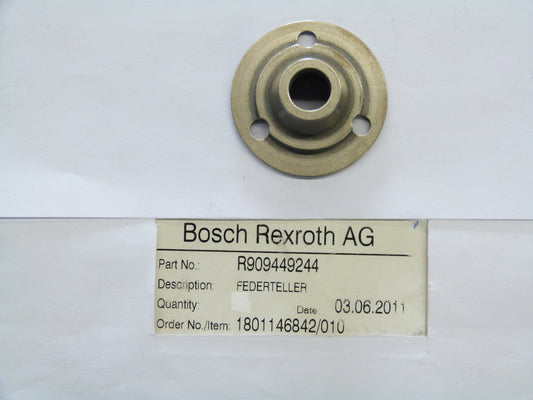 Bosch Rexroth AG
Part No.: R909449244
Description: FEDERTELLER
Quantity: Date 03.06.2011
Order No./Item: 1801146842/010